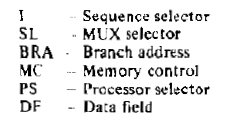 I - Sequence selector
SL - MUX selector
BRA - Branch address
MC - Memory control
PS - Processor selector
DF - Data field